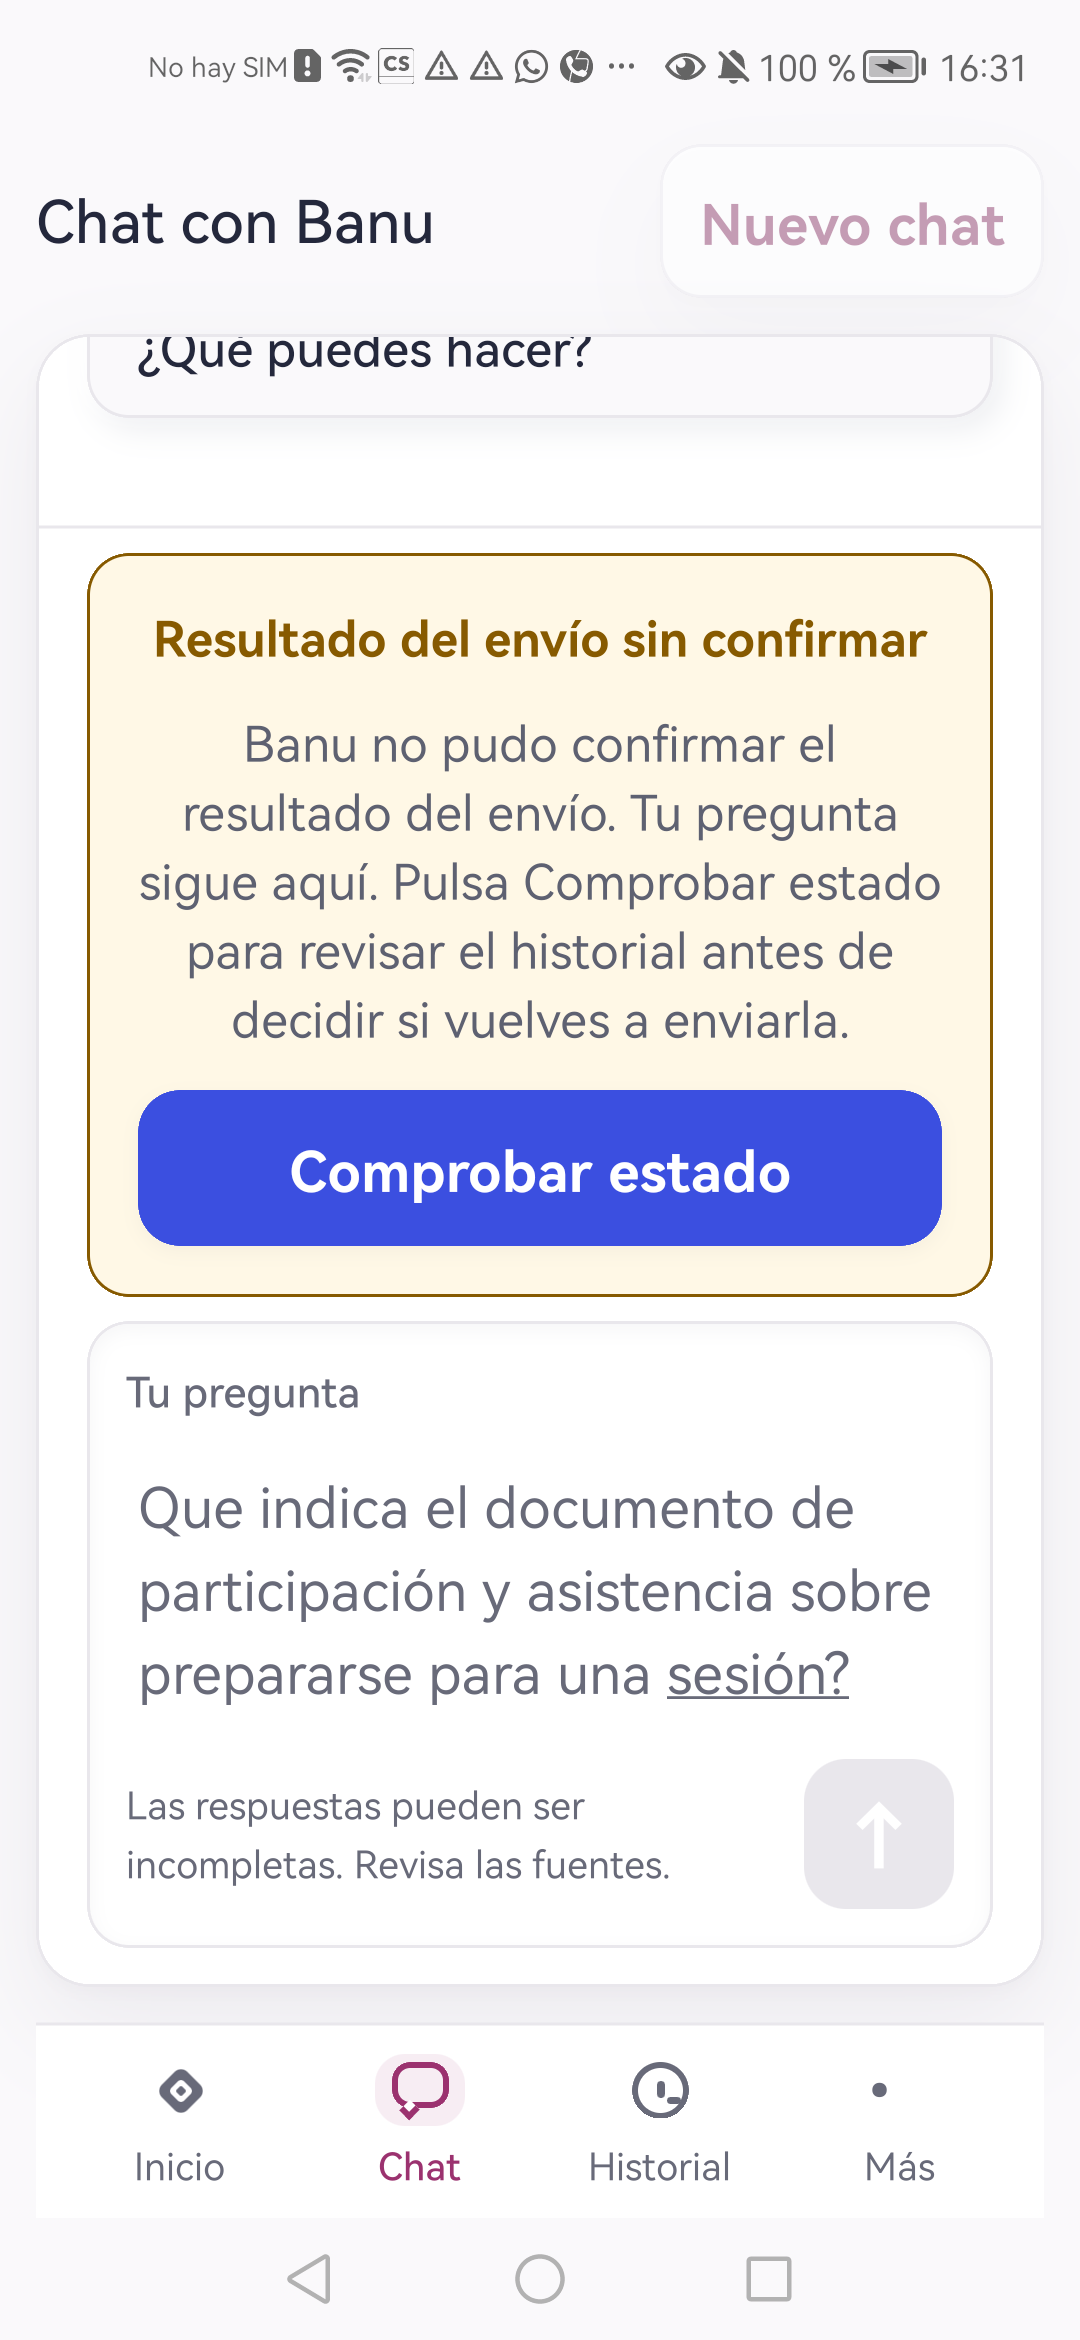 No hay SIM CS 100 % 16:31
Chat con Banu
Nuevo chat
¿Qué puedes hacer?
Resultado del envío sin confirmar
Banu no pudo confirmar el
resultado del envío. Tu pregunta
sigue aquí. Pulsa Comprobar estado
para revisar el historial antes de
decidir si vuelves a enviarla.
Comprobar estado
Tu pregunta
Que indica el documento de
participación y asistencia sobre
prepararse para una sesión?
Las respuestas pueden ser
incompletas. Revisa las fuentes.
Inicio
Chat
Historial
Más